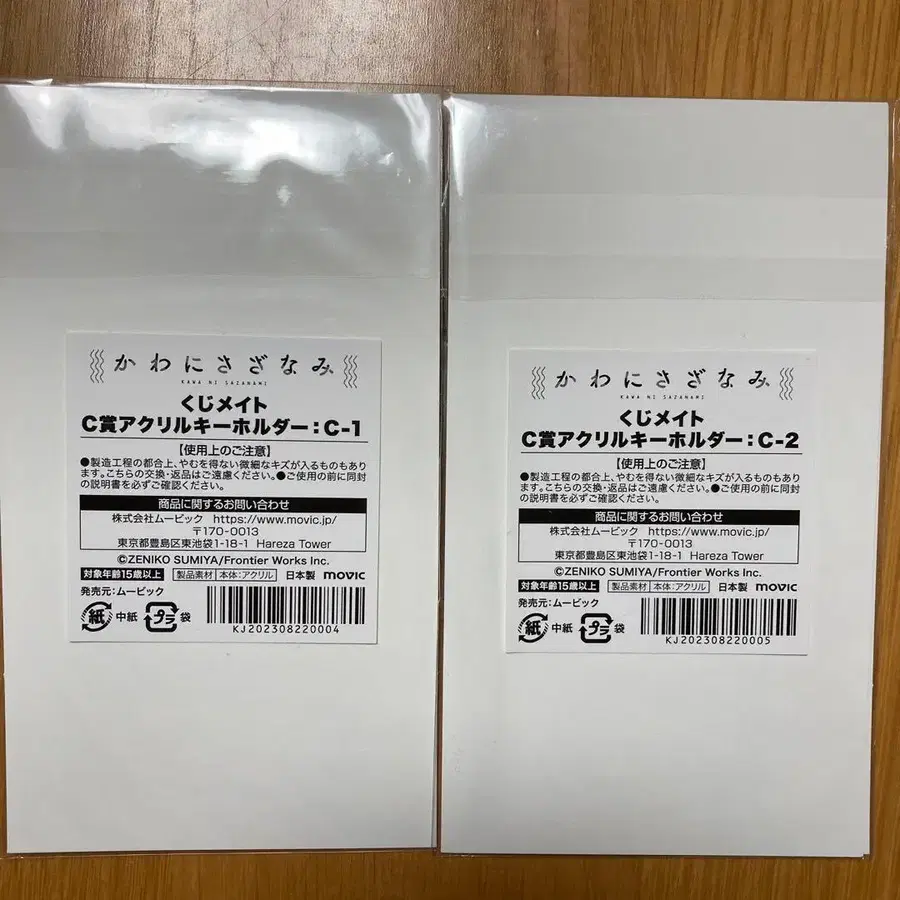 かわにさざなみ
KAWA NI SAZANAMI
くじメイト
C賞アクリルキーホルダー:C-1
【使用上のご注意】
●製造工程の都合上、やむを得ない微細なキズが入るものもあり
ます。こちらの交換・返品はご遠慮ください。●ご使用の前に同封
の説明書を必ずご確認ください。
商品に関するお問い合わせ
株式会社ムービック https://www.movic.jp/
〒170-0013
東京都豊島区東池袋1-18-1 Hareza Tower
©ZENIKO SUMIYA/Frontier Works Inc.
対象年齢15歳以上 製品素材 本体:アクリル 日本製 movic
発売元:ムービック
紙 中紙 プラ 袋
KJ202308220004
かわにさざなみ
KAWA NI SAZANAMI
くじメイト
C賞アクリルキーホルダー:C-2
【使用上のご注意】
●製造工程の都合上、やむを得ない微細なキズが入るものもあり
ます。こちらの交換・返品はご遠慮ください。●ご使用の前に同封
の説明書を必ずご確認ください。
商品に関するお問い合わせ
株式会社ムービック https://www.movic.jp/
〒170-0013
東京都豊島区東池袋1-18-1 Hareza Tower
©ZENIKO SUMIYA/Frontier Works Inc.
対象年齢15歳以上 製品素材 本体:アクリル 日本製 movic
発売元:ムービック
紙 中紙 プラ 袋
KJ202308220005